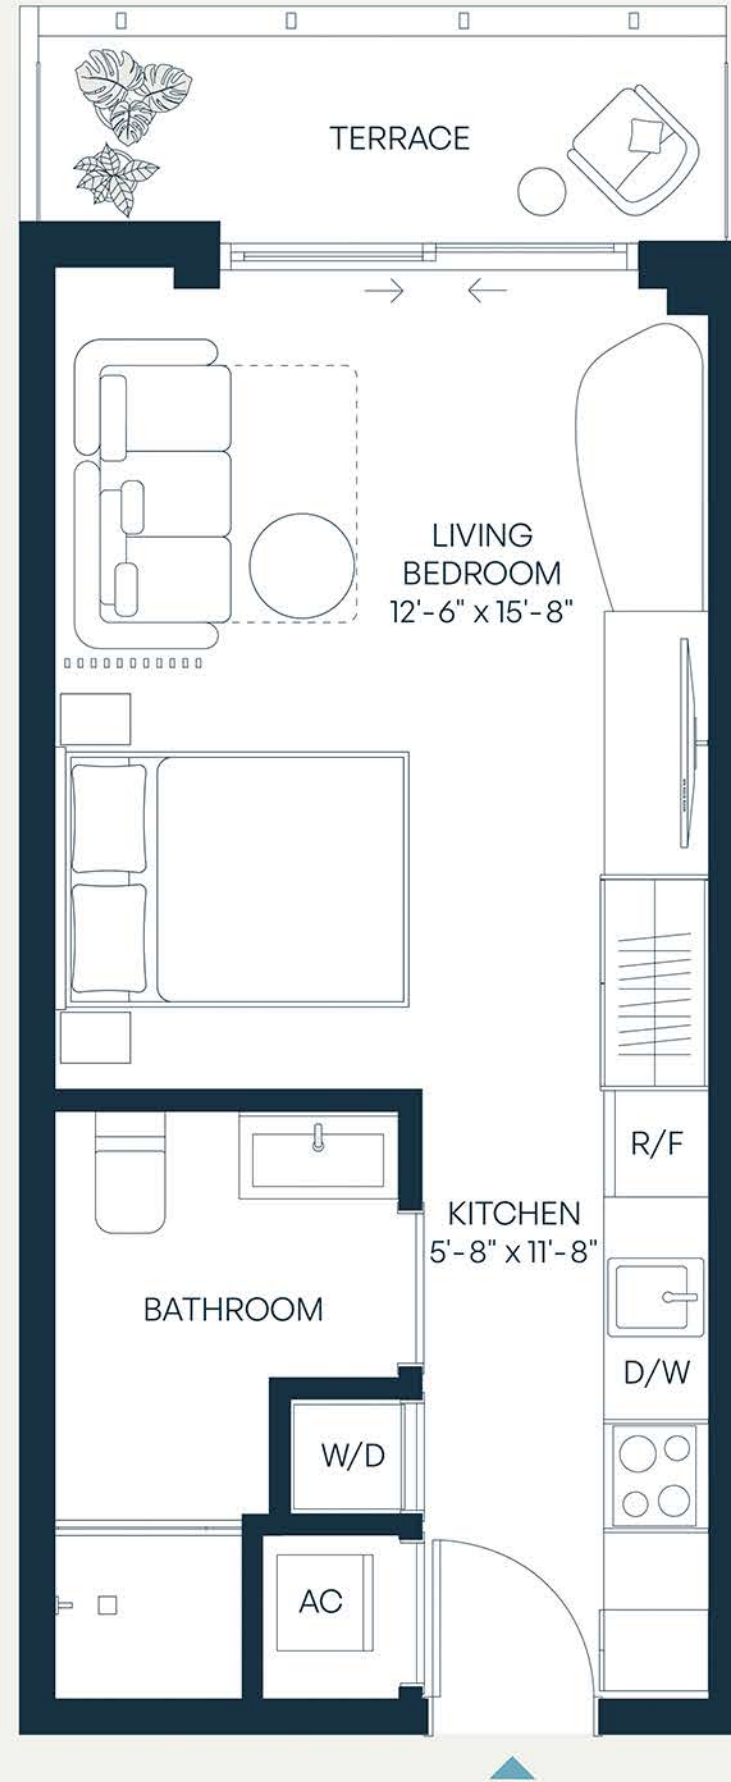 TERRACE
LIVING
BEDROOM
12'-6" x 15'-8"
R/F
KITCHEN
5'-8" x 11'-8"
BATHROOM
D/W
W/D
AC